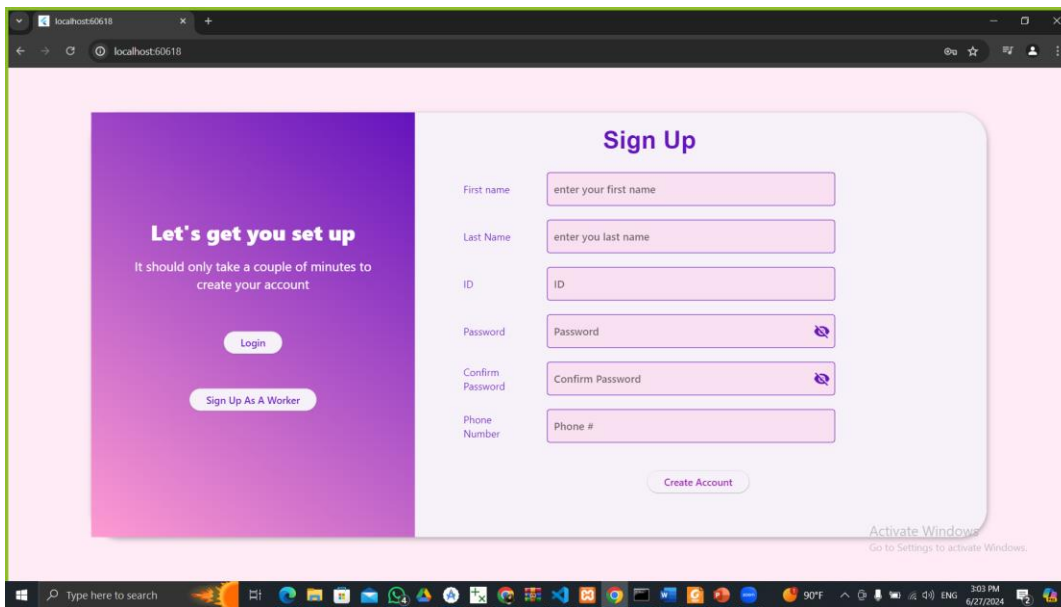 localhost:60618
localhost:60618
Sign Up
Let's get you set up
It should only take a couple of minutes to
create your account
Login
Sign Up As A Worker
First name
enter your first name
Last Name
enter you last name
ID
ID
Password
Password
Confirm
Password
Confirm Password
Phone
Number
Phone #
Create Account
Activate Windows
Go to Settings to activate Windows.
Type here to search
90°F
ENG
3:03 PM
6/27/2024